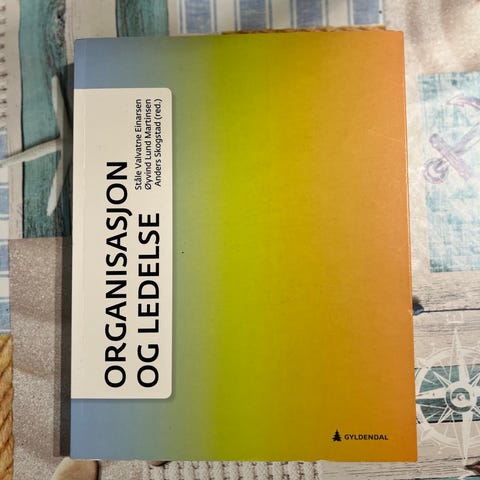 ORGANISASJON
OG LEDELSE
Ståle Valvatne Einarsen
Øyvind Lund Martinsen
Anders Skogstad (red.)
GYLDENDAL